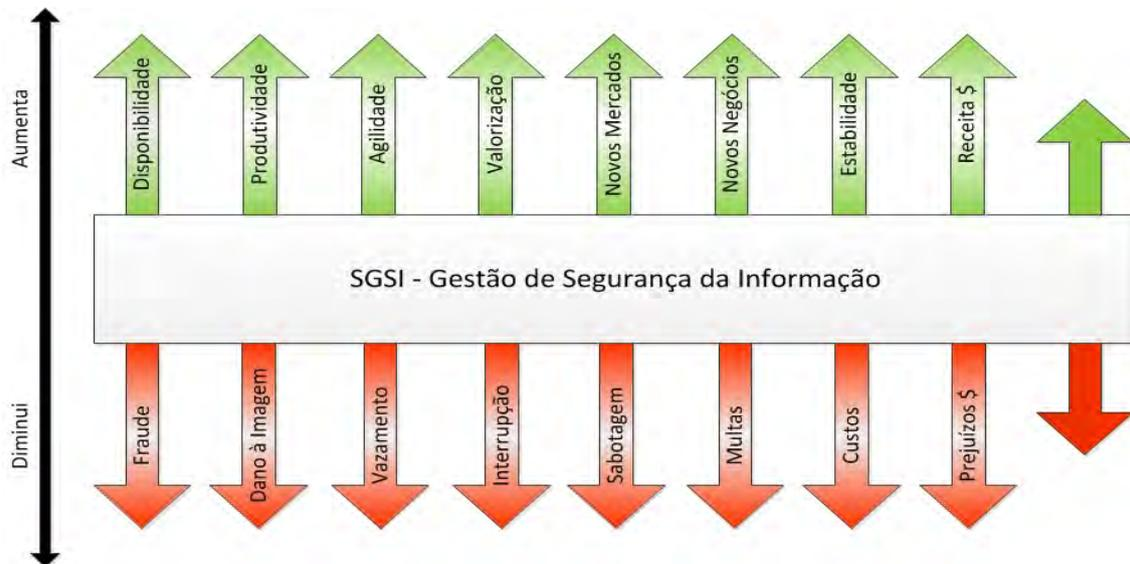 Aumenta
Disponibilidade
Produtividade
Agilidade
Valorização
Novos Mercados
Novos Negócios
Estabilidade
Receita $
SGSI - Gestão de Segurança da Informação
Diminui
Fraude
Dano à Imagem
Vazamento
Interrupção
Sabotagem
Multas
Custos
Prejuízos $